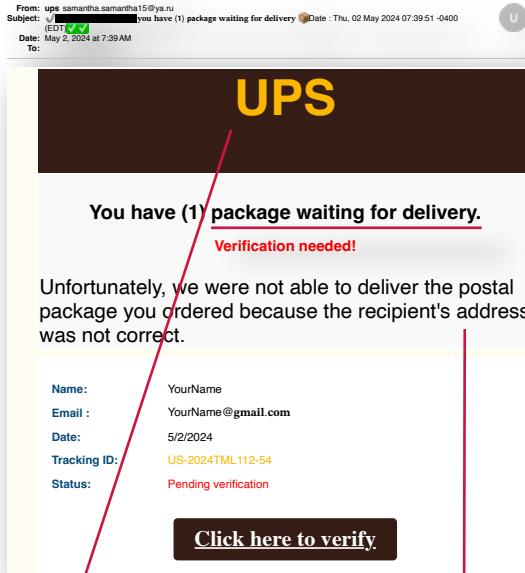 From: ups samantha.samantha15@ya.ru
Subject: ✓ you have (1) package waiting for delivery 📦Date : Thu, 02 May 2024 07:39:51 -0400
(EDT)✅✅
Date: May 2, 2024 at 7:39 AM
To:
U
UPS
You have (1) package waiting for delivery.
Verification needed!
Unfortunately, we were not able to deliver the postal
package you ordered because the recipient's address
was not correct.
Name: YourName
Email : YourName@gmail.com
Date: 5/2/2024
Tracking ID: US-2024TML112-54
Status: Pending verification
Click here to verify